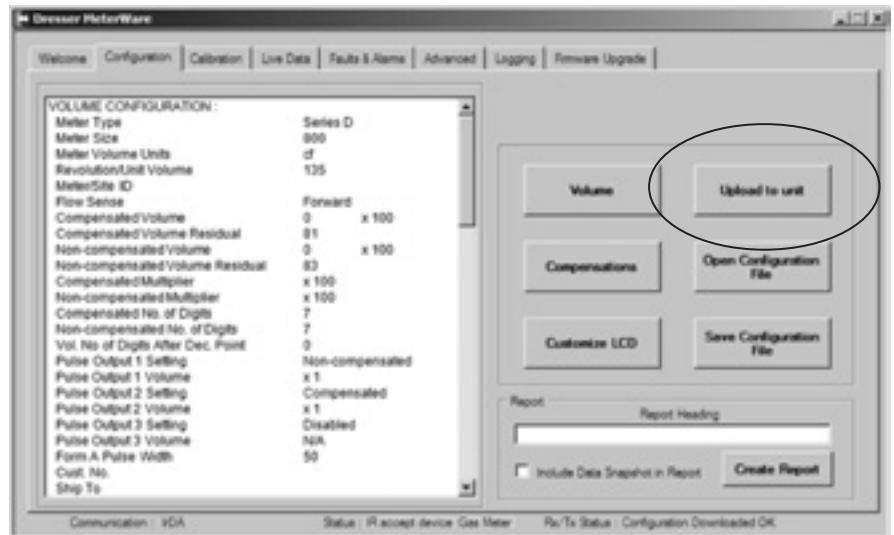 Dresser MeterWare
Welcome Configuration Calibration Live Data Faults & Alarms Advanced Logging Firmware Upgrade
VOLUME CONFIGURATION :
Meter Type Series D
Meter Size 800
Meter Volume Units cf
Revolution/Unit Volume 135
Meter/Site ID
Flow Sense Forward
Compensated Volume 0 x 100
Compensated Volume Residual 81
Non-compensated Volume 0 x 100
Non-compensated Volume Residual 83
Compensated Multiplier x 100
Non-compensated Multiplier x 100
Compensated No. of Digits 7
Non-compensated No. of Digits 7
Vol. No of Digits After Dec. Point 0
Pulse Output 1 Setting Non-compensated
Pulse Output 1 Volume x 1
Pulse Output 2 Setting Compensated
Pulse Output 2 Volume x 1
Pulse Output 3 Setting Disabled
Pulse Output 3 Volume N/A
Form A Pulse Width 50
Cust. No.
Ship To
Volume
Upload to unit
Compensations
Open Configuration
File
Customize LCD
Save Configuration
File
Report
Report Heading
Include Data Snapshot in Report
Create Report
Communication : IrDA Status : IR accept device Gas Meter Rx/Tx Status : Configuration Downloaded OK